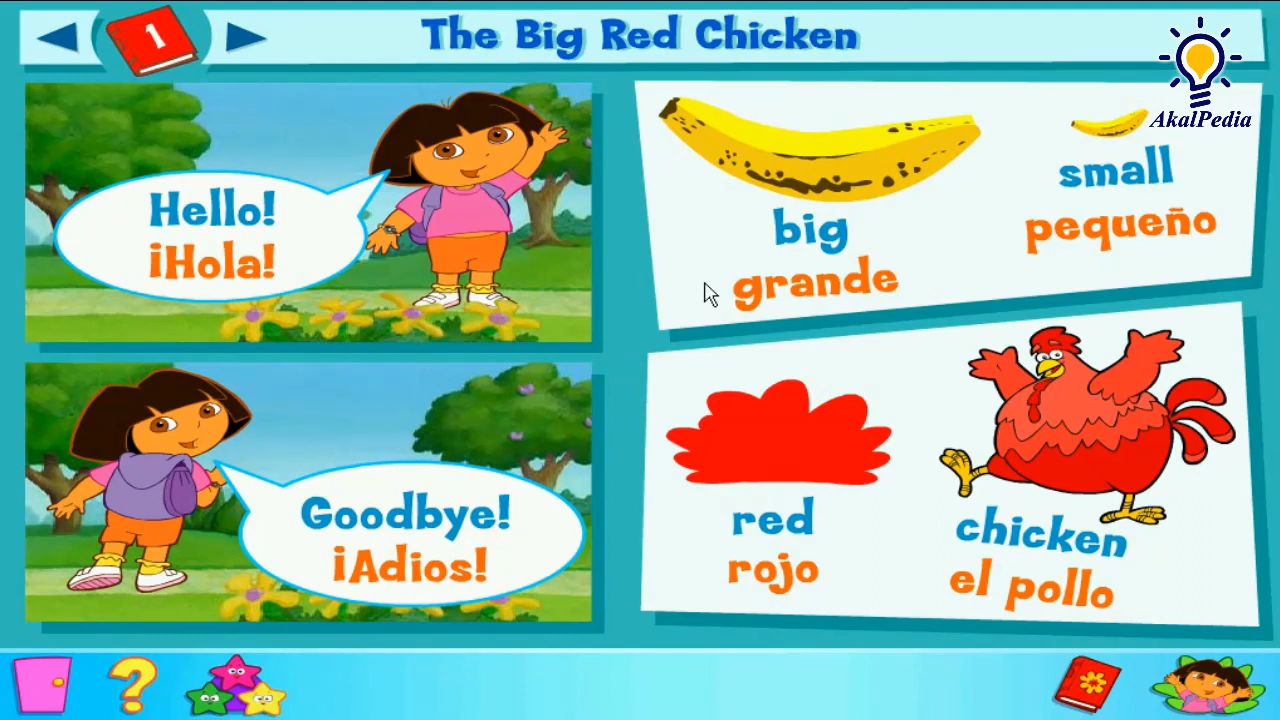 1
The Big Red Chicken
AkalPedia
Hello!
¡Hola!
big
grande
small
pequeño
Goodbye!
¡Adios!
red
rojo
chicken
el pollo
?